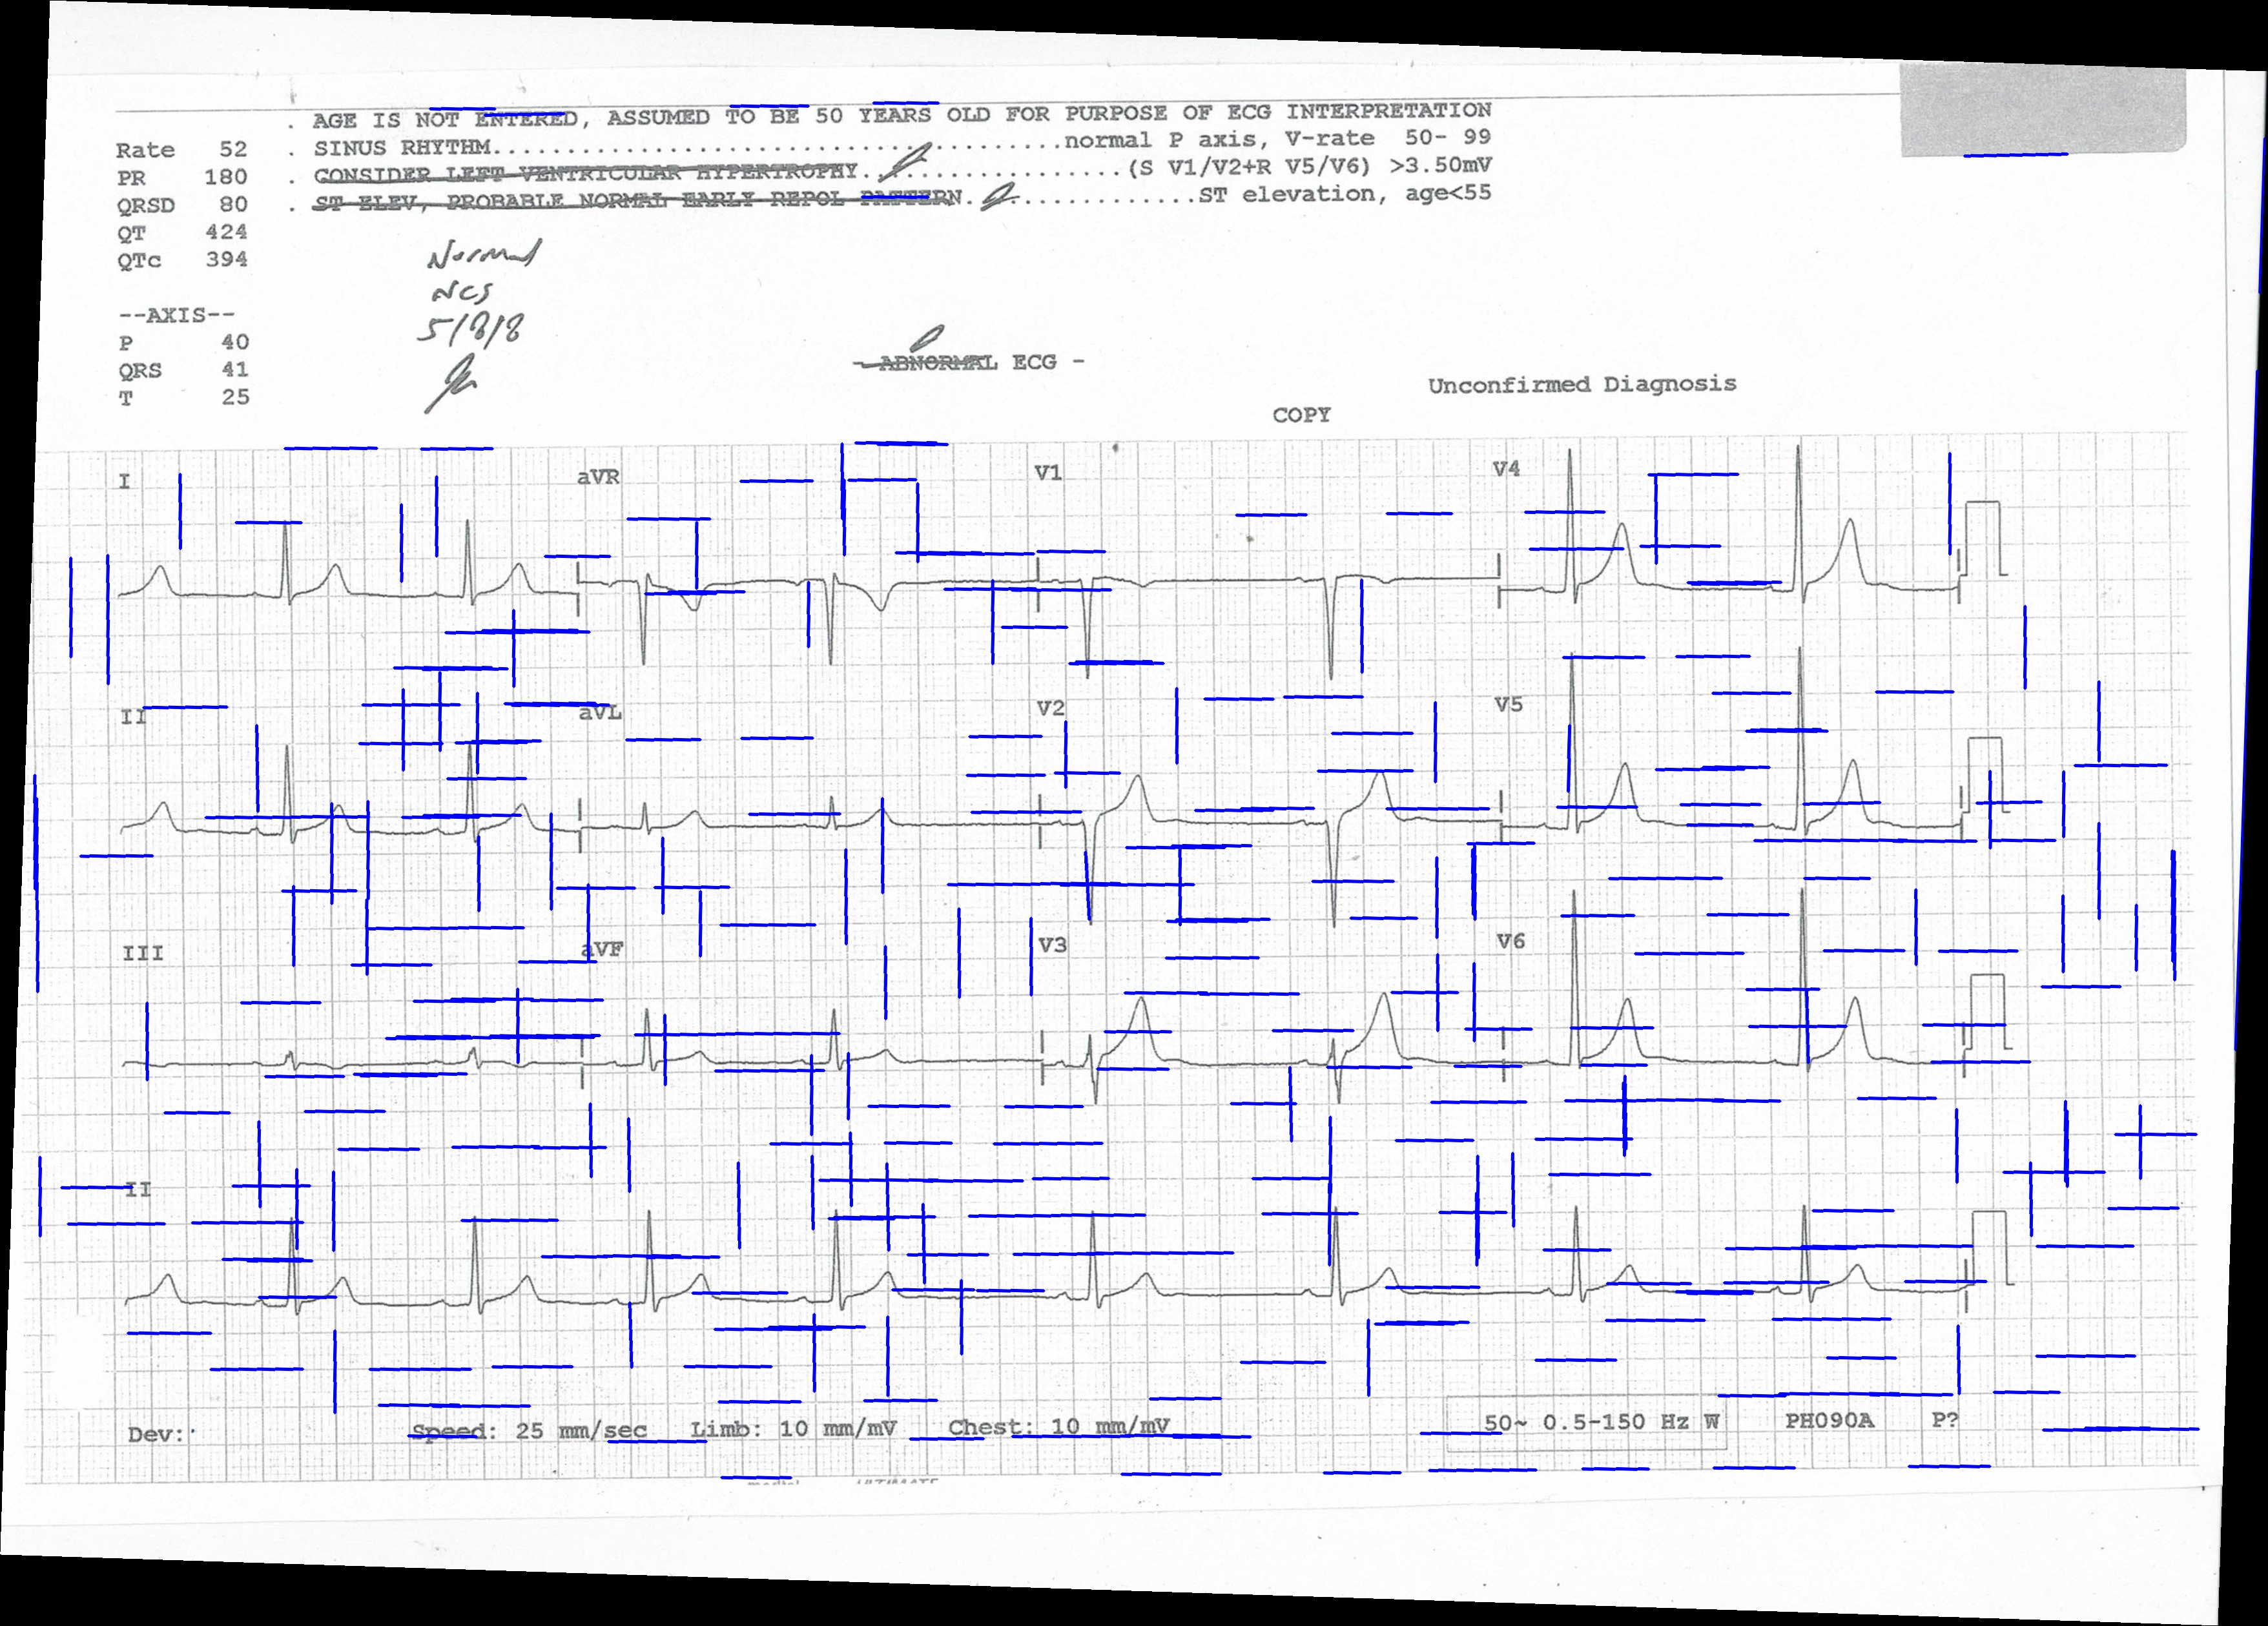 . AGE IS NOT ENTERED, ASSUMED TO BE 50 YEARS OLD FOR PURPOSE OF ECG INTERPRETATION
Rate 52 . SINUS RHYTHM..................................normal P axis, V-rate 50- 99
PR 180 . CONSIDER LEFT VENTRICULAR HYPERTROPHY..................(S V1/V2+R V5/V6) >3.50mV
QRSD 80 . ST ELEV, PROBABLE NORMAL EARLY REPOL PATTERN................ST elevation, age<55
QT 424
QTc 394
Normal
NCS
--AXIS--
P 40
QRS 41
T 25
- ABNORMAL ECG -
Unconfirmed Diagnosis
COPY
I aVR V1 V4
II aVL V2 V5
III aVF V3 V6
II
Dev: Speed: 25 mm/sec Limb: 10 mm/mV Chest: 10 mm/mV 50~ 0.5-150 Hz W PH090A P?